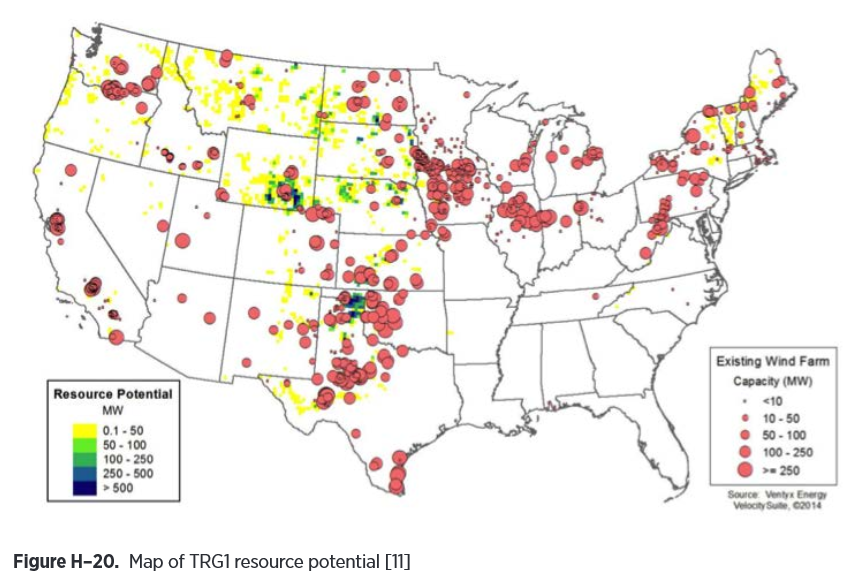 Existing Wind Farm
Capacity (MW)
<10
10 - 50
50 - 100
100 - 250
>= 250
Resource Potential
MW
0.1 - 50
50 - 100
100 - 250
250 - 500
> 500
Source: Ventyx Energy
VelocitySuite, ©2014
Figure H–20. Map of TRG1 resource potential [11]